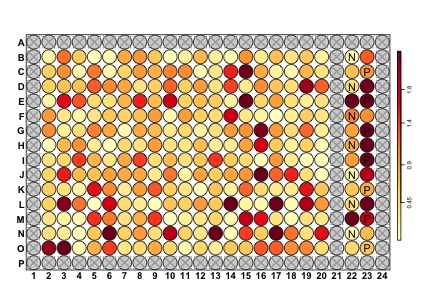 A
B N
C P
D N
E P
F N
G P
H N
I P
J N
K P
L N
M P
N N
O P
P
1 2 3 4 5 6 7 8 9 10 11 12 13 14 15 16 17 18 19 20 21 22 23 24
1.8
1.4
0.9
0.45